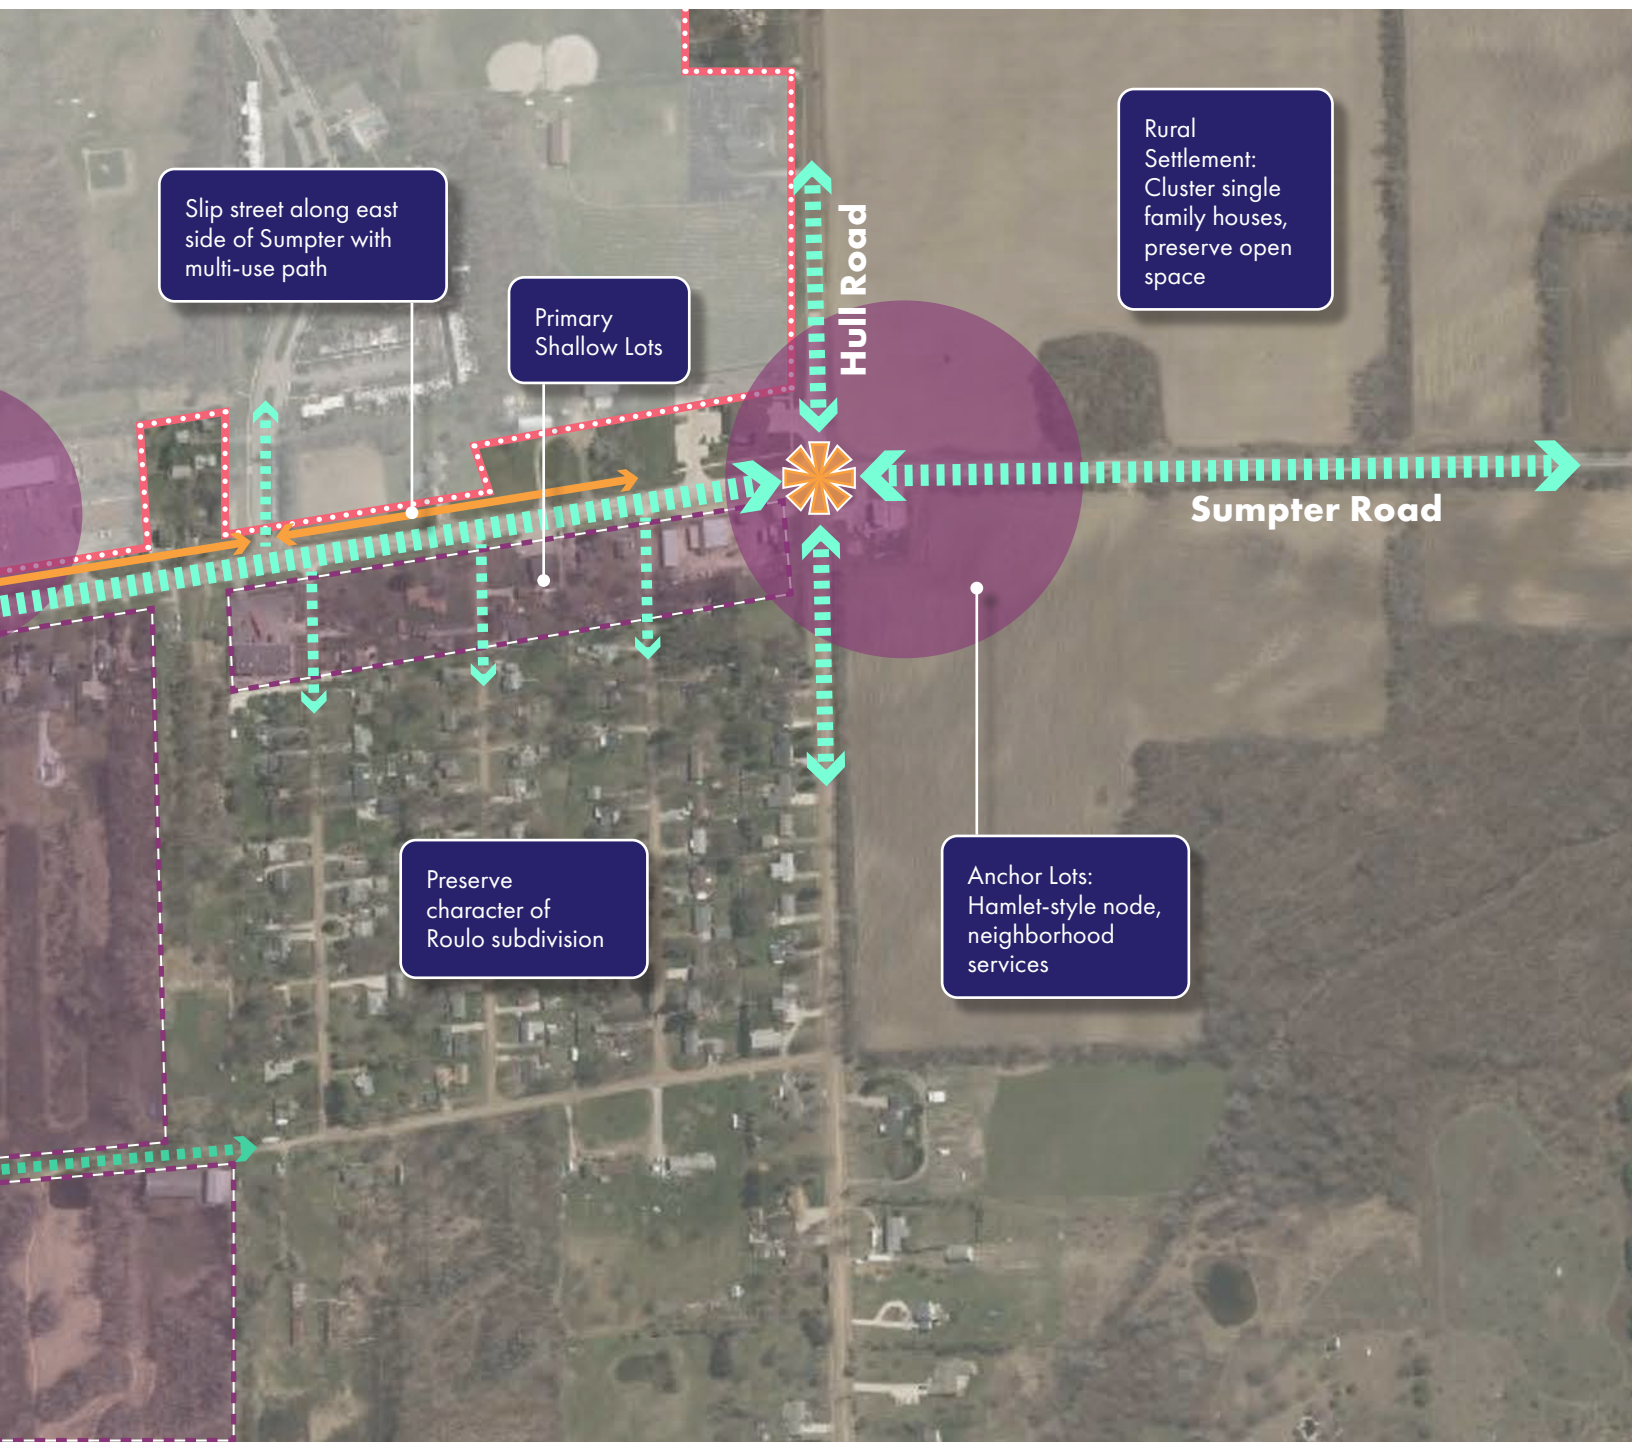 Rural
Settlement:
Cluster single
family houses,
preserve open
space
Slip street along east
side of Sumpter with
multi-use path
Primary
Shallow Lots
Hull Road
Sumpter Road
Preserve
character of
Roulo subdivision
Anchor Lots:
Hamlet-style node,
neighborhood
services